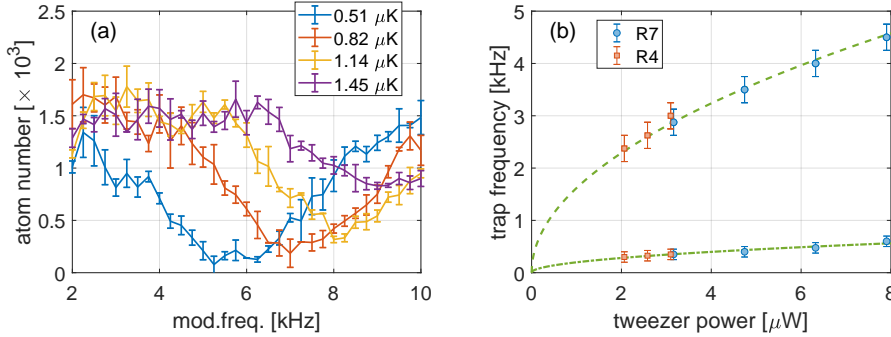 (a)
0.51 μK
0.82 μK
1.14 μK
1.45 μK
2.5
2
1.5
1
0.5
0
2
4
6
8
10
atom number [× 10³]
mod.freq. [kHz]
(b)
R7
R4
5
4
3
2
1
0
0
2
4
6
8
trap frequency [kHz]
tweezer power [μW]